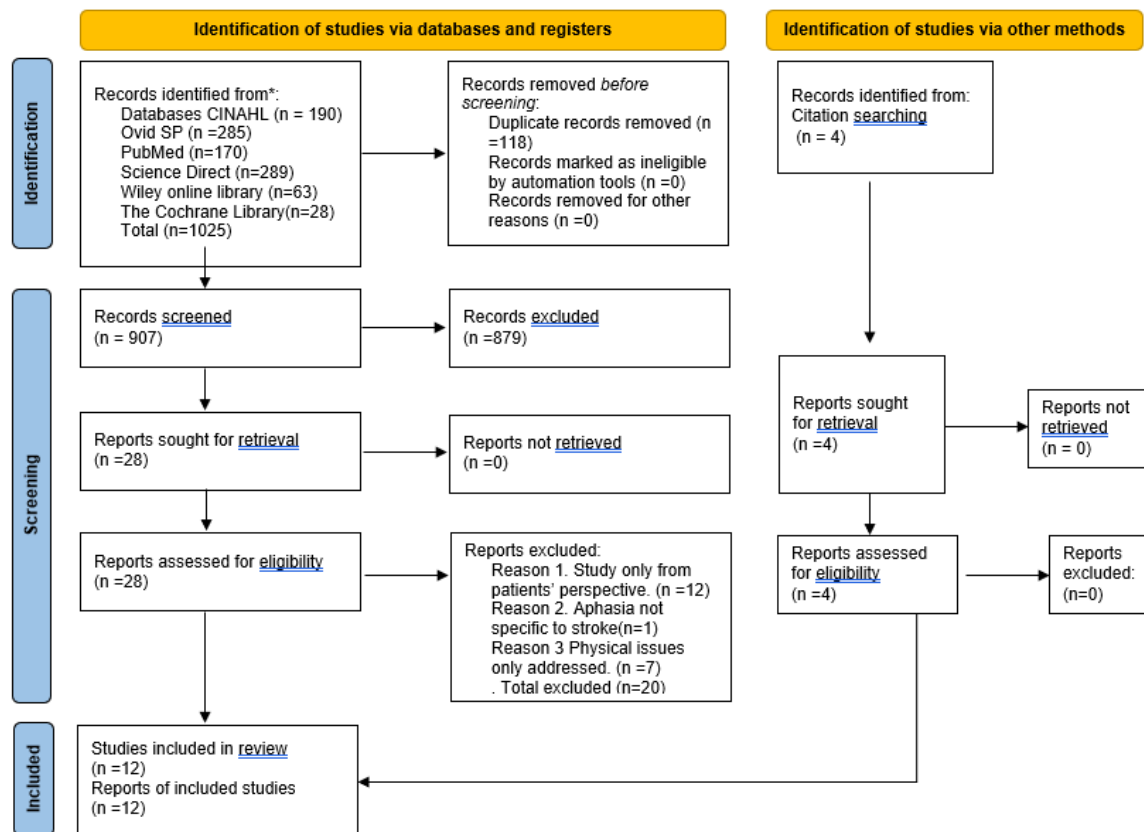 Identification of studies via databases and registers
Identification of studies via other methods
Identification
Records identified from*:
Databases CINAHL (n = 190)
Ovid SP (n =285)
PubMed (n=170)
Science Direct (n=289)
Wiley online library (n=63)
The Cochrane Library(n=28)
Total (n=1025)
Records removed before
screening:
Duplicate records removed (n
=118)
Records marked as ineligible
by automation tools (n =0)
Records removed for other
reasons (n =0)
Records identified from:
Citation searching
(n = 4)
Screening
Records screened
(n = 907)
Records excluded
(n =879)
Reports sought for retrieval
(n =28)
Reports not retrieved
(n =0)
Reports sought
for retrieval
(n =4)
Reports not
retrieved
(n = 0)
Reports assessed for eligibility
(n =28)
Reports excluded:
Reason 1. Study only from
patients’ perspective. (n =12)
Reason 2. Aphasia not
specific to stroke(n=1)
Reason 3 Physical issues
only addressed. (n =7)
. Total excluded (n=20)
Reports assessed
for eligibility
(n =4)
Reports
excluded:
(n=0)
Included
Studies included in review
(n =12)
Reports of included studies
(n =12)